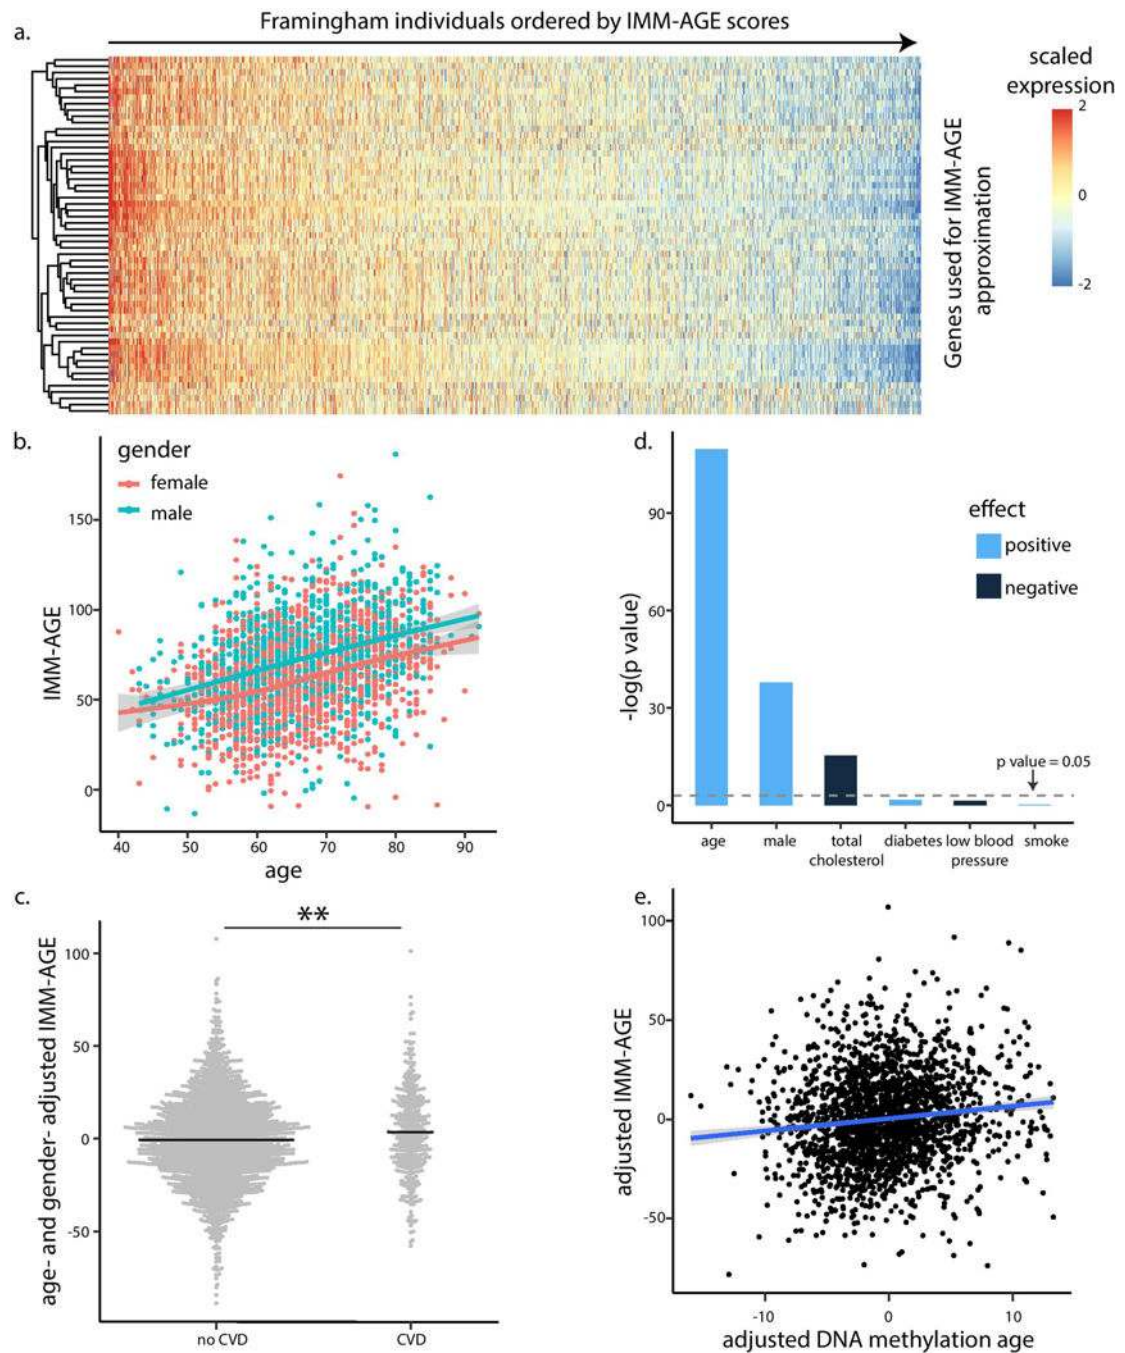 a.
Framingham individuals ordered by IMM-AGE scores
Genes used for IMM-AGE
approximation
scaled
expression
2
0
-2
b.
gender
female
male
IMM-AGE
150
100
50
0
40 50 60 70 80 90
age
d.
-log(p value)
90
60
30
0
effect
positive
negative
p value = 0.05
age male total cholesterol diabetes low blood pressure smoke
c.
**
age- and gender- adjusted IMM-AGE
100
50
0
-50
no CVD CVD
e.
adjusted IMM-AGE
100
50
0
-50
-10 0 10
adjusted DNA methylation age